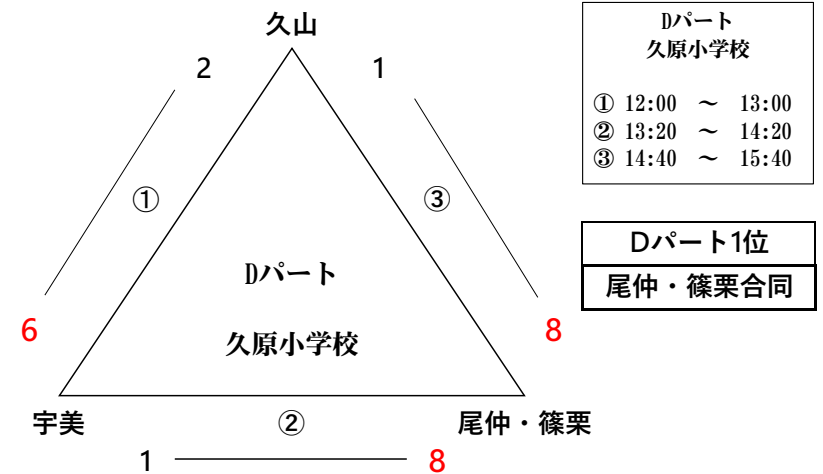 久山
2
1
①
③
Dパート
久原小学校
6
8
宇美
②
尾仲・篠栗
1
8
Dパート
久原小学校
① 12:00 ～ 13:00
② 13:20 ～ 14:20
③ 14:40 ～ 15:40
Dパート1位
尾仲・篠栗合同